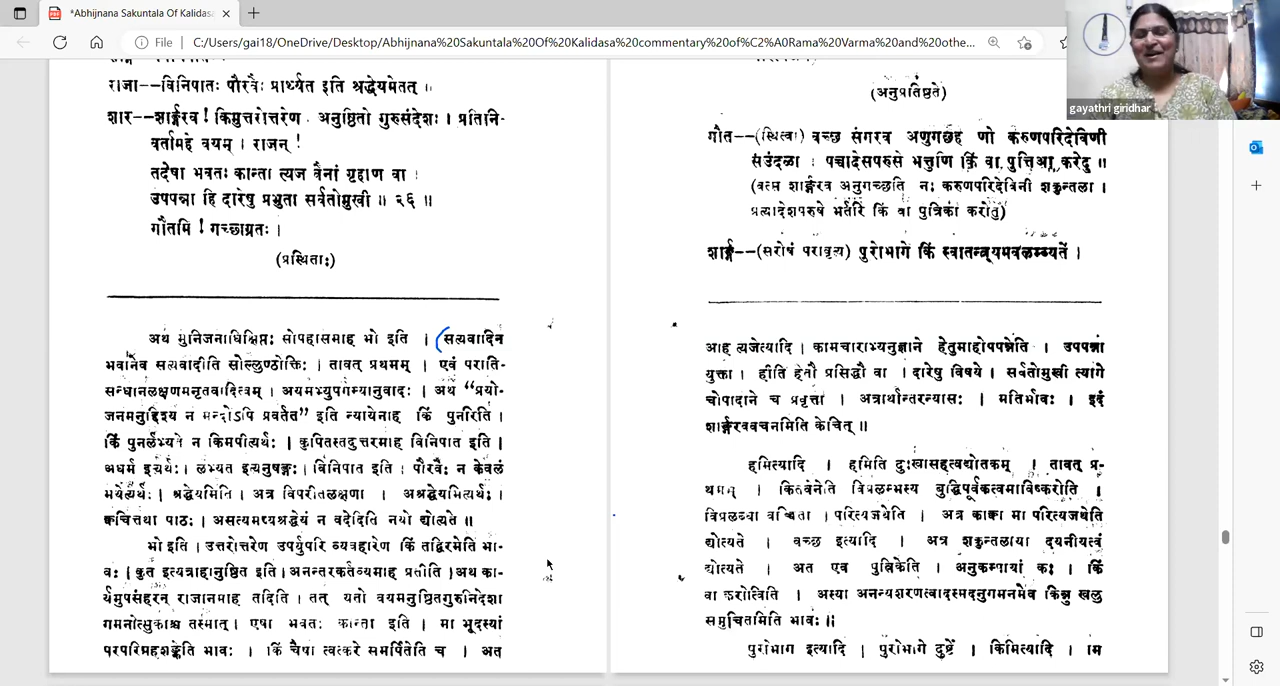 *Abhijnana Sakuntala Of Kalidasa
File C:/Users/gai18/OneDrive/Desktop/Abhijnana%20Sakuntala%20Of%20Kalidasa%20commentary%20of%C2%A0Rama%20Varma%20and%20othe...
gayathri giridhar
राजा--विनिपातः पौरवैः प्रार्थ्यत इति श्रद्धेयमेतत् ।
शार--शार्ङ्गरव! किमुत्तरोत्तरेण अनुष्ठितो गुरुसंदेशः। प्रतिनि-
वर्तामहे वयम्। राजन्!
तदेषा भवतः कान्ता त्यज वैनां गृहाण वा।
उपपन्ना हि दारेषु प्रभुता सर्वतोमुखी॥ २६॥
गौतमि! गच्छाग्रतः।
(प्रस्थिताः)
अथ मुनिजनाधिक्षिप्तः सोपहासमाह भो इति । सत्यवादिन
भवानेव सत्यवादीति सोल्लुण्ठोक्तिः। तावत् प्रथमम् । एवं पराति-
सन्धानलक्षणमनृतवादित्वम् । अयमभ्युपगम्यानुवादः। अथ “प्रयो-
जनमनुद्दिश्य न मन्दोऽपि प्रवर्तेत” इति न्यायेनाह किं पुनरिति।
किं पुनर्लभ्यते न किमपीत्यर्थः। कुपितस्तदुत्तरमाह विनिपात इति।
अधर्म इत्यर्थः। लभ्यत इत्यनुषङ्गः। विनिपात इति। पौरवैः न केवलं
मयेत्यर्थः। श्रद्धेयमिति। अत्र विपरीतलक्षणा । अश्रद्धेयमित्यर्थः।
क्वचित्तथा पाठः। असत्यमप्यश्रद्धेयं न वदेदिति नयो द्योत्यते॥
भो इति। उत्तरोत्तरेण उपर्युपरि व्यवहारेण किं तद्विरमेति भा-
वः। कुत इत्यत्राहानुष्ठित इति। अनन्तरकर्तव्यमाह प्रतीति। अथ का-
र्यमुपसंहरन् राजानमाह तदिति। तत् यतो वयमनुष्ठितगुरुनिदेशा
गमनोत्सुकाश्च तस्मात्। एषा भवतः कान्ता इति। मा भूदस्यां
परपरिग्रहशङ्केति भावः। किं चैषा त्वत्करे समर्पितेति च । अत
(अनुप्रतिष्ठते)
गौत--(स्थित्वा) वच्छ संगरव अणुगच्छइ णो करुणपरिदेविणी
सउंदळा। पच्चादेसपरुसे भत्तुणि किं वा पुत्तिआ करेदु॥
(वत्स शार्ङ्गरव अनुगच्छति नः करुणपरिदेविनी शकुन्तला।
प्रत्यादेशपरुषे भर्तरि किं वा पुत्रिका करोतु)
शार्ङ्ग--(सरोषं परावृत्य) पुरोभागे किं स्वातन्त्र्यमवलम्ब्यते।
आह त्यजेत्यादि । कामचाराभ्यनुज्ञाने हेतुमाहोपपन्नेति । उपपन्ना
युक्ता । हीति हेतौ प्रसिद्धौ वा । दारेषु विषये । सर्वतोमुखी त्यागे
चोपादाने च प्रवृत्ता । अत्रार्थान्तरन्यासः । मतिर्भावः। इदं
शार्ङ्गरववचनमिति केचित्॥
हमित्यादि । हमिति दुःखासहत्वद्योतकम् । तावत् प्र-
थमम् । कितवेनेति विप्रलम्भस्य बुद्धिपूर्वकत्वमाविष्करोति ।
विप्रलब्धा वञ्चिता । परित्यजथेति । अत्र काक्वा मा परित्यजथेति
द्योत्यते । वच्छ इत्यादि । अत्र शकुन्तलाया दयनीयत्वं
द्योत्यते । अत एव पुत्रिकेति । अनुकम्पायां कः। किं
वा करोत्विति । अस्या अनन्यशरणत्वादस्मदनुगमनमेव किन्नु खलु
समुचितमिति भावः॥
पुरोभाग इत्यादि । पुरोभागे दुष्टे । किमित्यादि ।